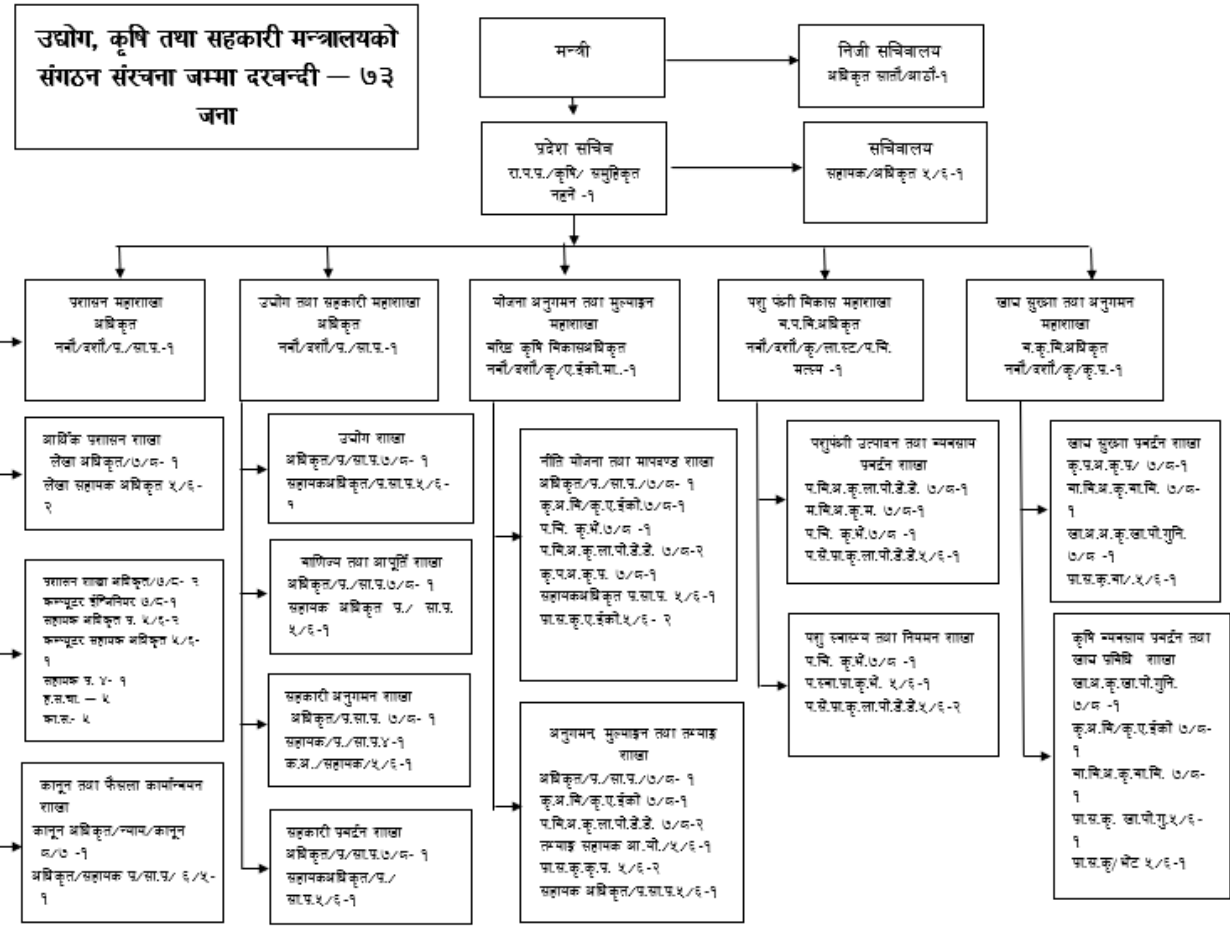 उद्योग, कृषि तथा सहकारी मन्त्रालयको
संगठन संरचना जम्मा दरबन्दी — ७३
जना
मन्त्री
निजी सचिवालय
अधिकृत सातौ/आठौ-१
प्रदेश सचिव
रा.प.प्र./कृषि/ समुहिकृत
नहुने -१
सचिवालय
सहायक/अधिकृत ५/६-१
प्रशासन महाशाखा
अधिकृत
नवौं/दशौं/प्र./सा.प्र.-१
उद्योग तथा सहकारी महाशाखा
अधिकृत
नवौं/दशौं/प्र./सा.प्र.-१
योजना अनुगमन तथा मुल्याङ्कन
महाशाखा
बरिष्ठ कृषि विकासअधिकृत
नवौं/दशौं/कृ/ए.ईको.मा..-१
पशु पंक्षी विकास महाशाखा
ब.प.वि.अधिकृत
नवौं/दशौं/कृ/ला.स्ट/प.चि.
मत्स्य -१
खाद्य सुरक्षा तथा अनुगमन
महाशाखा
ब.कृ.वि.अधिकृत
नवौं/दशौं/कृ/कृ.प्र.-१
आर्थिक प्रशासन शाखा
लेखा अधिकृत/७/८- १
लेखा सहायक अधिकृत ५/६-
२
प्रशासन शाखा अधिकृत/७/८- २
कम्प्यूटर ईन्जिनियर ७/८-१
सहायक अधिकृत प्र. ५/६-२
कम्प्यूटर सहायक अधिकृत ५/६-
१
सहायक प्र. ४- १
ह.स.चा. — ५
का.स.- ५
कानून तथा फैसला कार्यान्वयन
शाखा
कानून अधिकृत/न्याय/कानून
८/७ -१
अधिकृत/सहायक प्र/सा.प्र/ ६/५-
१
उद्योग शाखा
अधिकृत/प्र/सा.प्र.७/८- १
सहायकअधिकृत/प्र.सा.प्र.५/६-
१
बाणिज्य तथा आपूर्ति शाखा
अधिकृत/प्र./सा.प्र.७/८- १
सहायक अधिकृत प्र./ सा.प्र.
५/६-१
सहकारी अनुगमन शाखा
अधिकृत/प्र.सा.प्र. ७/८- १
सहायक/प्र./सा.प्र.४-१
क.अ./सहायक/५/६-१
सहकारी प्रबर्द्धन शाखा
अधिकृत/प्र/सा.प्र.७/८- १
सहायकअधिकृत/प्र./
सा.प्र.५/६-१
नीति योजना तथा मापदण्ड शाखा
अधिकृत/प्र./सा.प्र./७/८- १
कृ.अ.वि/कृ.ए.ईको.७/८-१
प.चि. कृ.भे.७/८ -१
प.वि.अ.कृ.ला.पो.डे.डे. ७/८-२
कृ.प्र.अ.कृ.प्र. ७/८-१
सहायकअधिकृत प्र.सा.प्र. ५/६-१
प्रा.स.कृ.ए.ईको.५/६- २
अनुगमन, मुल्याङ्कन तथा तथ्याङ्क
शाखा
अधिकृत/प्र./सा.प्र./७/८- १
कृ.अ.वि/कृ.ए.ईको ७/८-१
प.वि.अ.कृ.ला.पो.डे.डे. ७/८-२
तथ्याङ्क सहायक आ.यो./५/६-१
प्रा.स.कृ.कृ.प्र. ५/६-२
सहायक अधिकृत/प्र.सा.प्र.५/६-१
पशुपंक्षी उत्पादन तथा व्यवसाय
प्रबर्द्धन शाखा
प.वि.अ.कृ.ला.पो.डे.डे. ७/८-१
म.वि.अ.कृ.म. ७/८-१
प.चि. कृ.भे.७/८ -१
प.से.प्रा.कृ.ला.पो.डे.डे.५/६-१
पशु स्वास्थ्य तथा नियमन शाखा
प.चि. कृ.भे.७/८ -१
प.स्वा.प्रा.कृ.भे. ५/६-१
प.से.प्रा.कृ.ला.पो.डे.डे.५/६-२
खाद्य सुरक्षा प्रबर्द्धन शाखा
कृ.प्र.अ.कृ.प्र/ ७/८-१
बा.वि.अ.कृ.बा.वि. ७/८-
१
खा.अ.अ.कृ.खा.पो.गुनि.
७/८ -१
प्रा.स.कृ.बा/.५/६-१
कृषि व्यवसाय प्रबर्द्धन तथा
खाद्य प्रविधि शाखा
खा.अ.कृ.खा.पो.गुनि.
७/८ -१
कृ.अ.वि/कृ.ए.ईको ७/८-
१
बा.वि.अ.कृ.बा.वि. ७/८-
१
प्रा.स.कृ. खा.पो.गु.५/६-
१
प्रा.स.कृ/ भेट ५/६-१